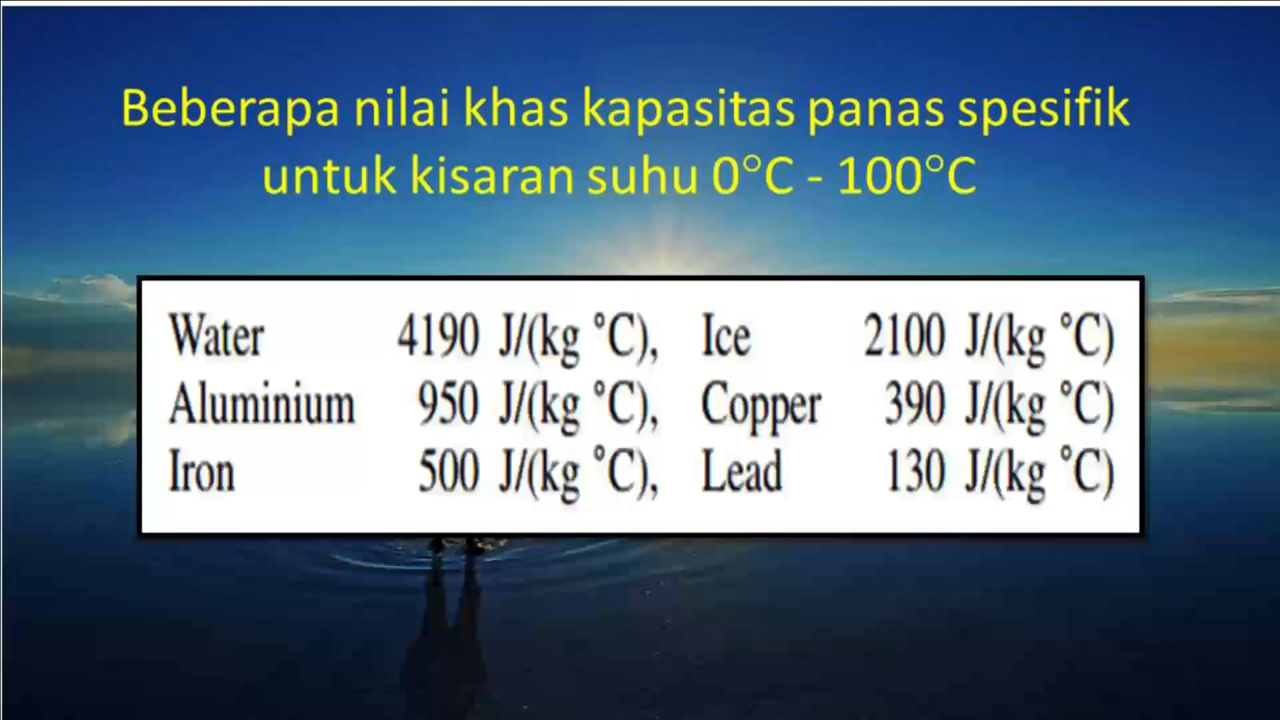 Beberapa nilai khas kapasitas panas spesifik
untuk kisaran suhu 0°C - 100°C
Water 4190 J/(kg °C), Ice 2100 J/(kg °C)
Aluminium 950 J/(kg °C), Copper 390 J/(kg °C)
Iron 500 J/(kg °C), Lead 130 J/(kg °C)